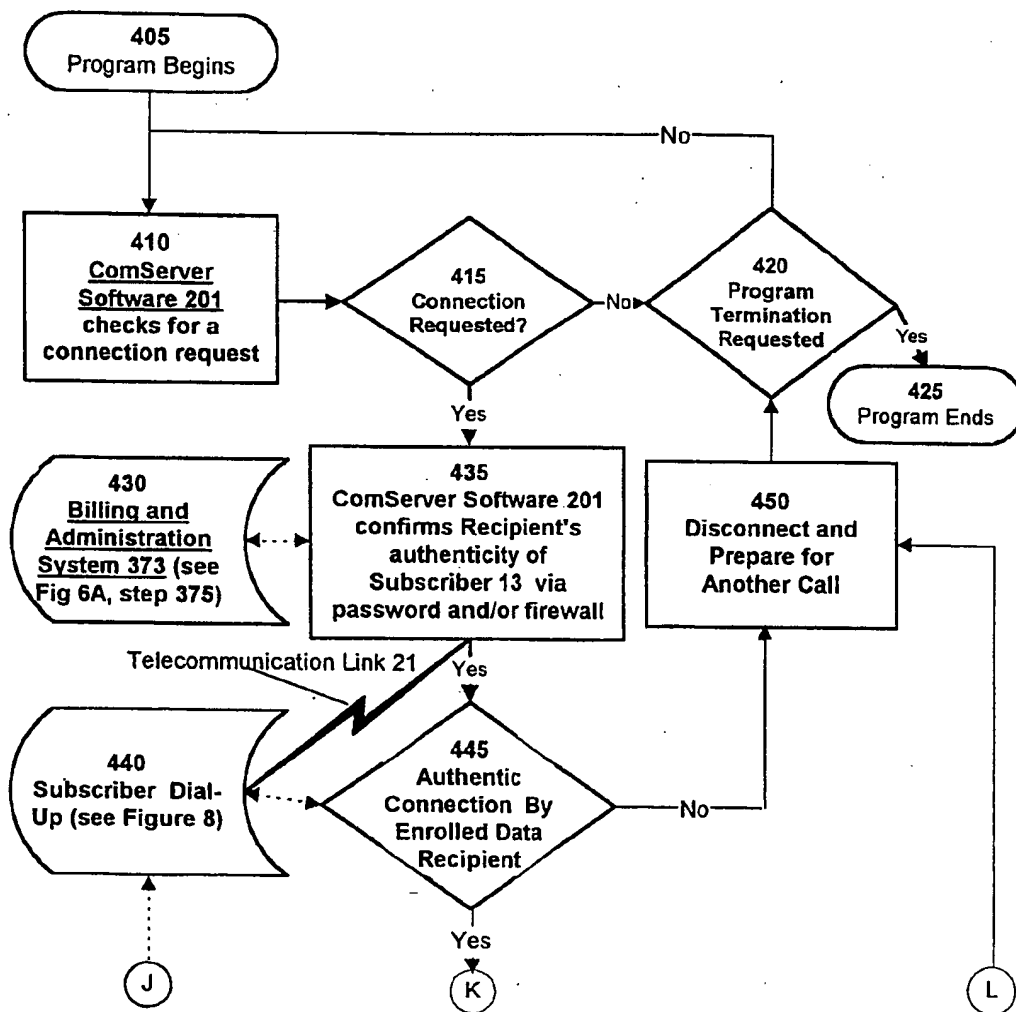 405
Program Begins
No
410
ComServer
Software 201
checks for a
connection request
415
Connection
Requested?
No
420
Program
Termination
Requested
Yes
425
Program Ends
Yes
430
Billing and
Administration
System 373 (see
Fig 6A, step 375)
435
ComServer Software 201
confirms Recipient's
authenticity of
Subscriber 13 via
password and/or firewall
450
Disconnect and
Prepare for
Another Call
Telecommunication Link 21
Yes
440
Subscriber Dial-
Up (see Figure 8)
445
Authentic
Connection By
Enrolled Data
Recipient
No
Yes
J
K
L